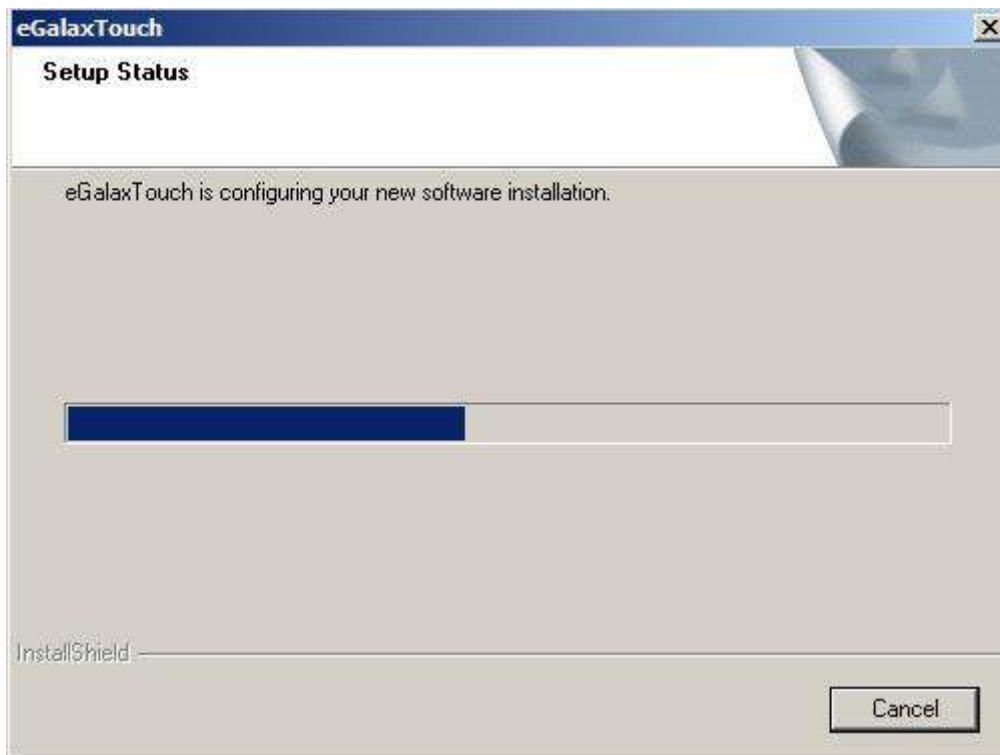 eGalaxTouch
Setup Status
eGalaxTouch is configuring your new software installation.
InstallShield
Cancel